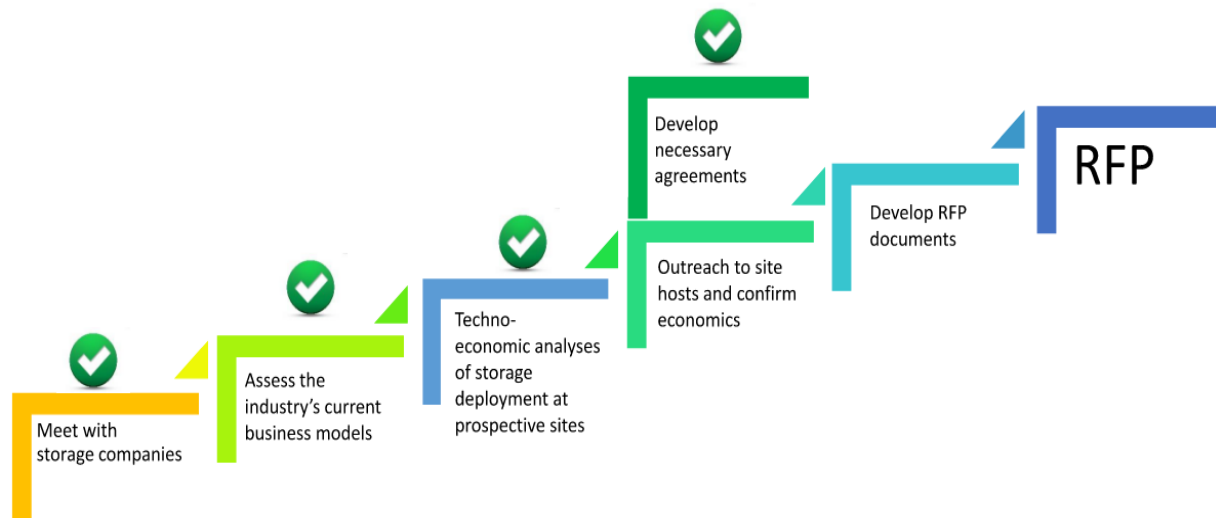 Meet with
storage companies
Assess the
industry’s current
business models
Techno-
economic analyses
of storage
deployment at
prospective sites
Develop
necessary
agreements
Outreach to site
hosts and confirm
economics
Develop RFP
documents
RFP